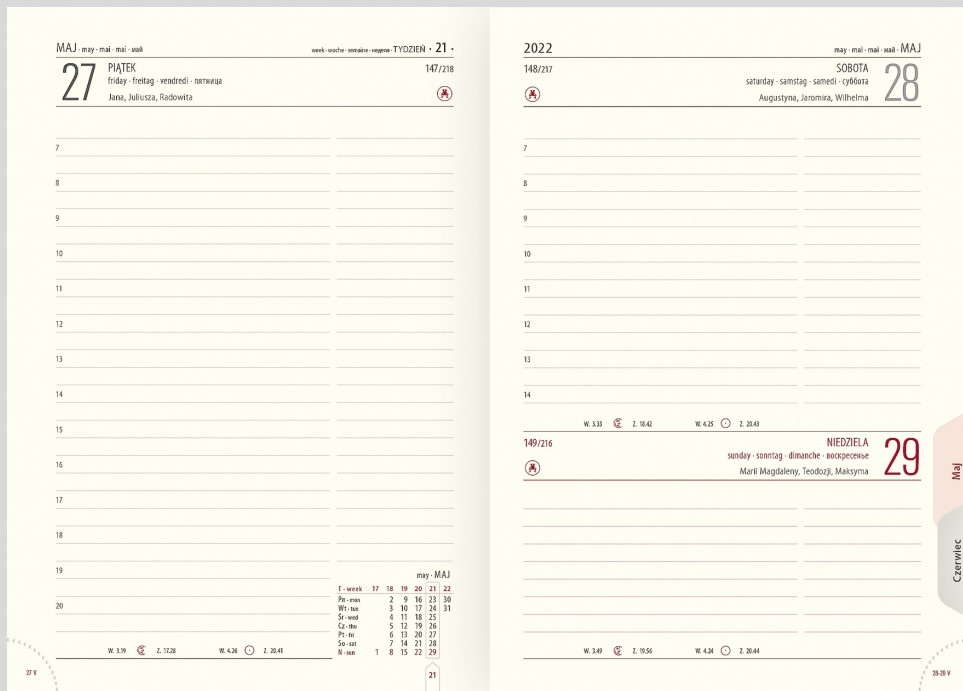 MAJ · may · mai · mai · май
week · woche · semaine · неделя · TYDZIEŃ · 21 ·
27
PIĄTEK
friday · freitag · vendredi · пятница
Jana, Juliusza, Radowita
147/218
7
8
9
10
11
12
13
14
15
16
17
18
19
20
may · MAJ
T - week 17 18 19 20 21 22
Pn - mon 2 9 16 23 30
Wt - tue 3 10 17 24 31
Śr - wed 4 11 18 25
Cz - thu 5 12 19 26
Pt - fri 6 13 20 27
So - sat 7 14 21 28
N - sun 1 8 15 22 29
W. 3.19 Z. 17.28 W. 4.26 Z. 20.41
27 V
21
2022
may · mai · mai · май · MAJ
148/217
SOBOTA
saturday · samstag · samedi · суббота
Augustyna, Jaromira, Wilhelma
28
7
8
9
10
11
12
13
14
W. 3.33 Z. 18.42 W. 4.25 Z. 20.43
149/216
NIEDZIELA
sunday · sonntag · dimanche · воскресенье
Marii Magdaleny, Teodozji, Maksyma
29
W. 3.49 Z. 19.56 W. 4.24 Z. 20.44
28-29 V
Maj
Czerwiec